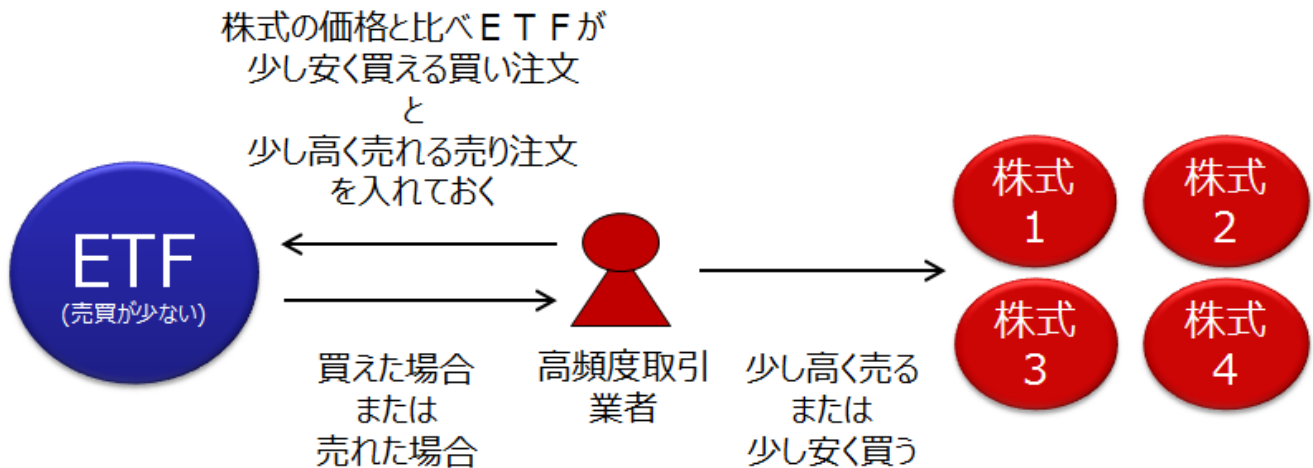 株式の価格と比べＥＴＦが
少し安く買える買い注文
と
少し高く売れる売り注文
を入れておく
ETF
(売買が少ない)
買えた場合
または
売れた場合
高頻度取引
業者
少し高く売る
または
少し安く買う
株式
1
株式
2
株式
3
株式
4